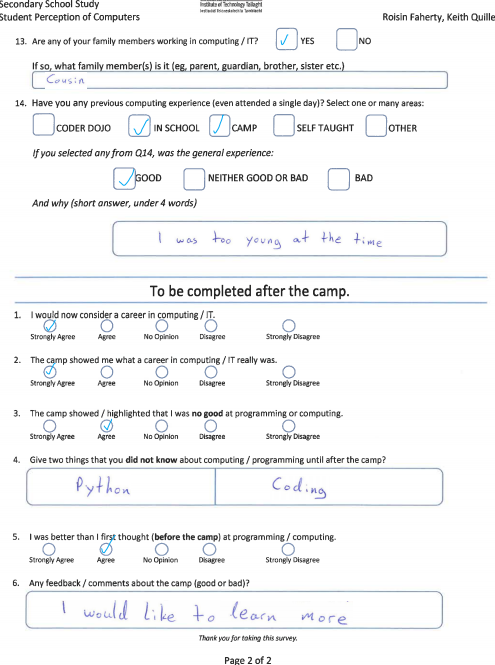 Secondary School Study
Institute of Technology Tallaght
Student Perception of Computers
Roisin Faherty, Keith Quille
13. Are any of your family members working in computing / IT? YES NO
If so, what family member(s) is it (eg, parent, guardian, brother, sister etc.)
Cousin
14. Have you any previous computing experience (even attended a single day)? Select one or many areas:
CODER DOJO IN SCHOOL CAMP SELF TAUGHT OTHER
If you selected any from Q14, was the general experience:
GOOD NEITHER GOOD OR BAD BAD
And why (short answer, under 4 words)
I was too young at the time
To be completed after the camp.
1. I would now consider a career in computing / IT.
Strongly Agree Agree No Opinion Disagree Strongly Disagree
2. The camp showed me what a career in computing / IT really was.
Strongly Agree Agree No Opinion Disagree Strongly Disagree
3. The camp showed / highlighted that I was no good at programming or computing.
Strongly Agree Agree No Opinion Disagree Strongly Disagree
4. Give two things that you did not know about computing / programming until after the camp?
Python Coding
5. I was better than I first thought (before the camp) at programming / computing.
Strongly Agree Agree No Opinion Disagree Strongly Disagree
6. Any feedback / comments about the camp (good or bad)?
I would like to learn more
Thank you for taking this survey.
Page 2 of 2